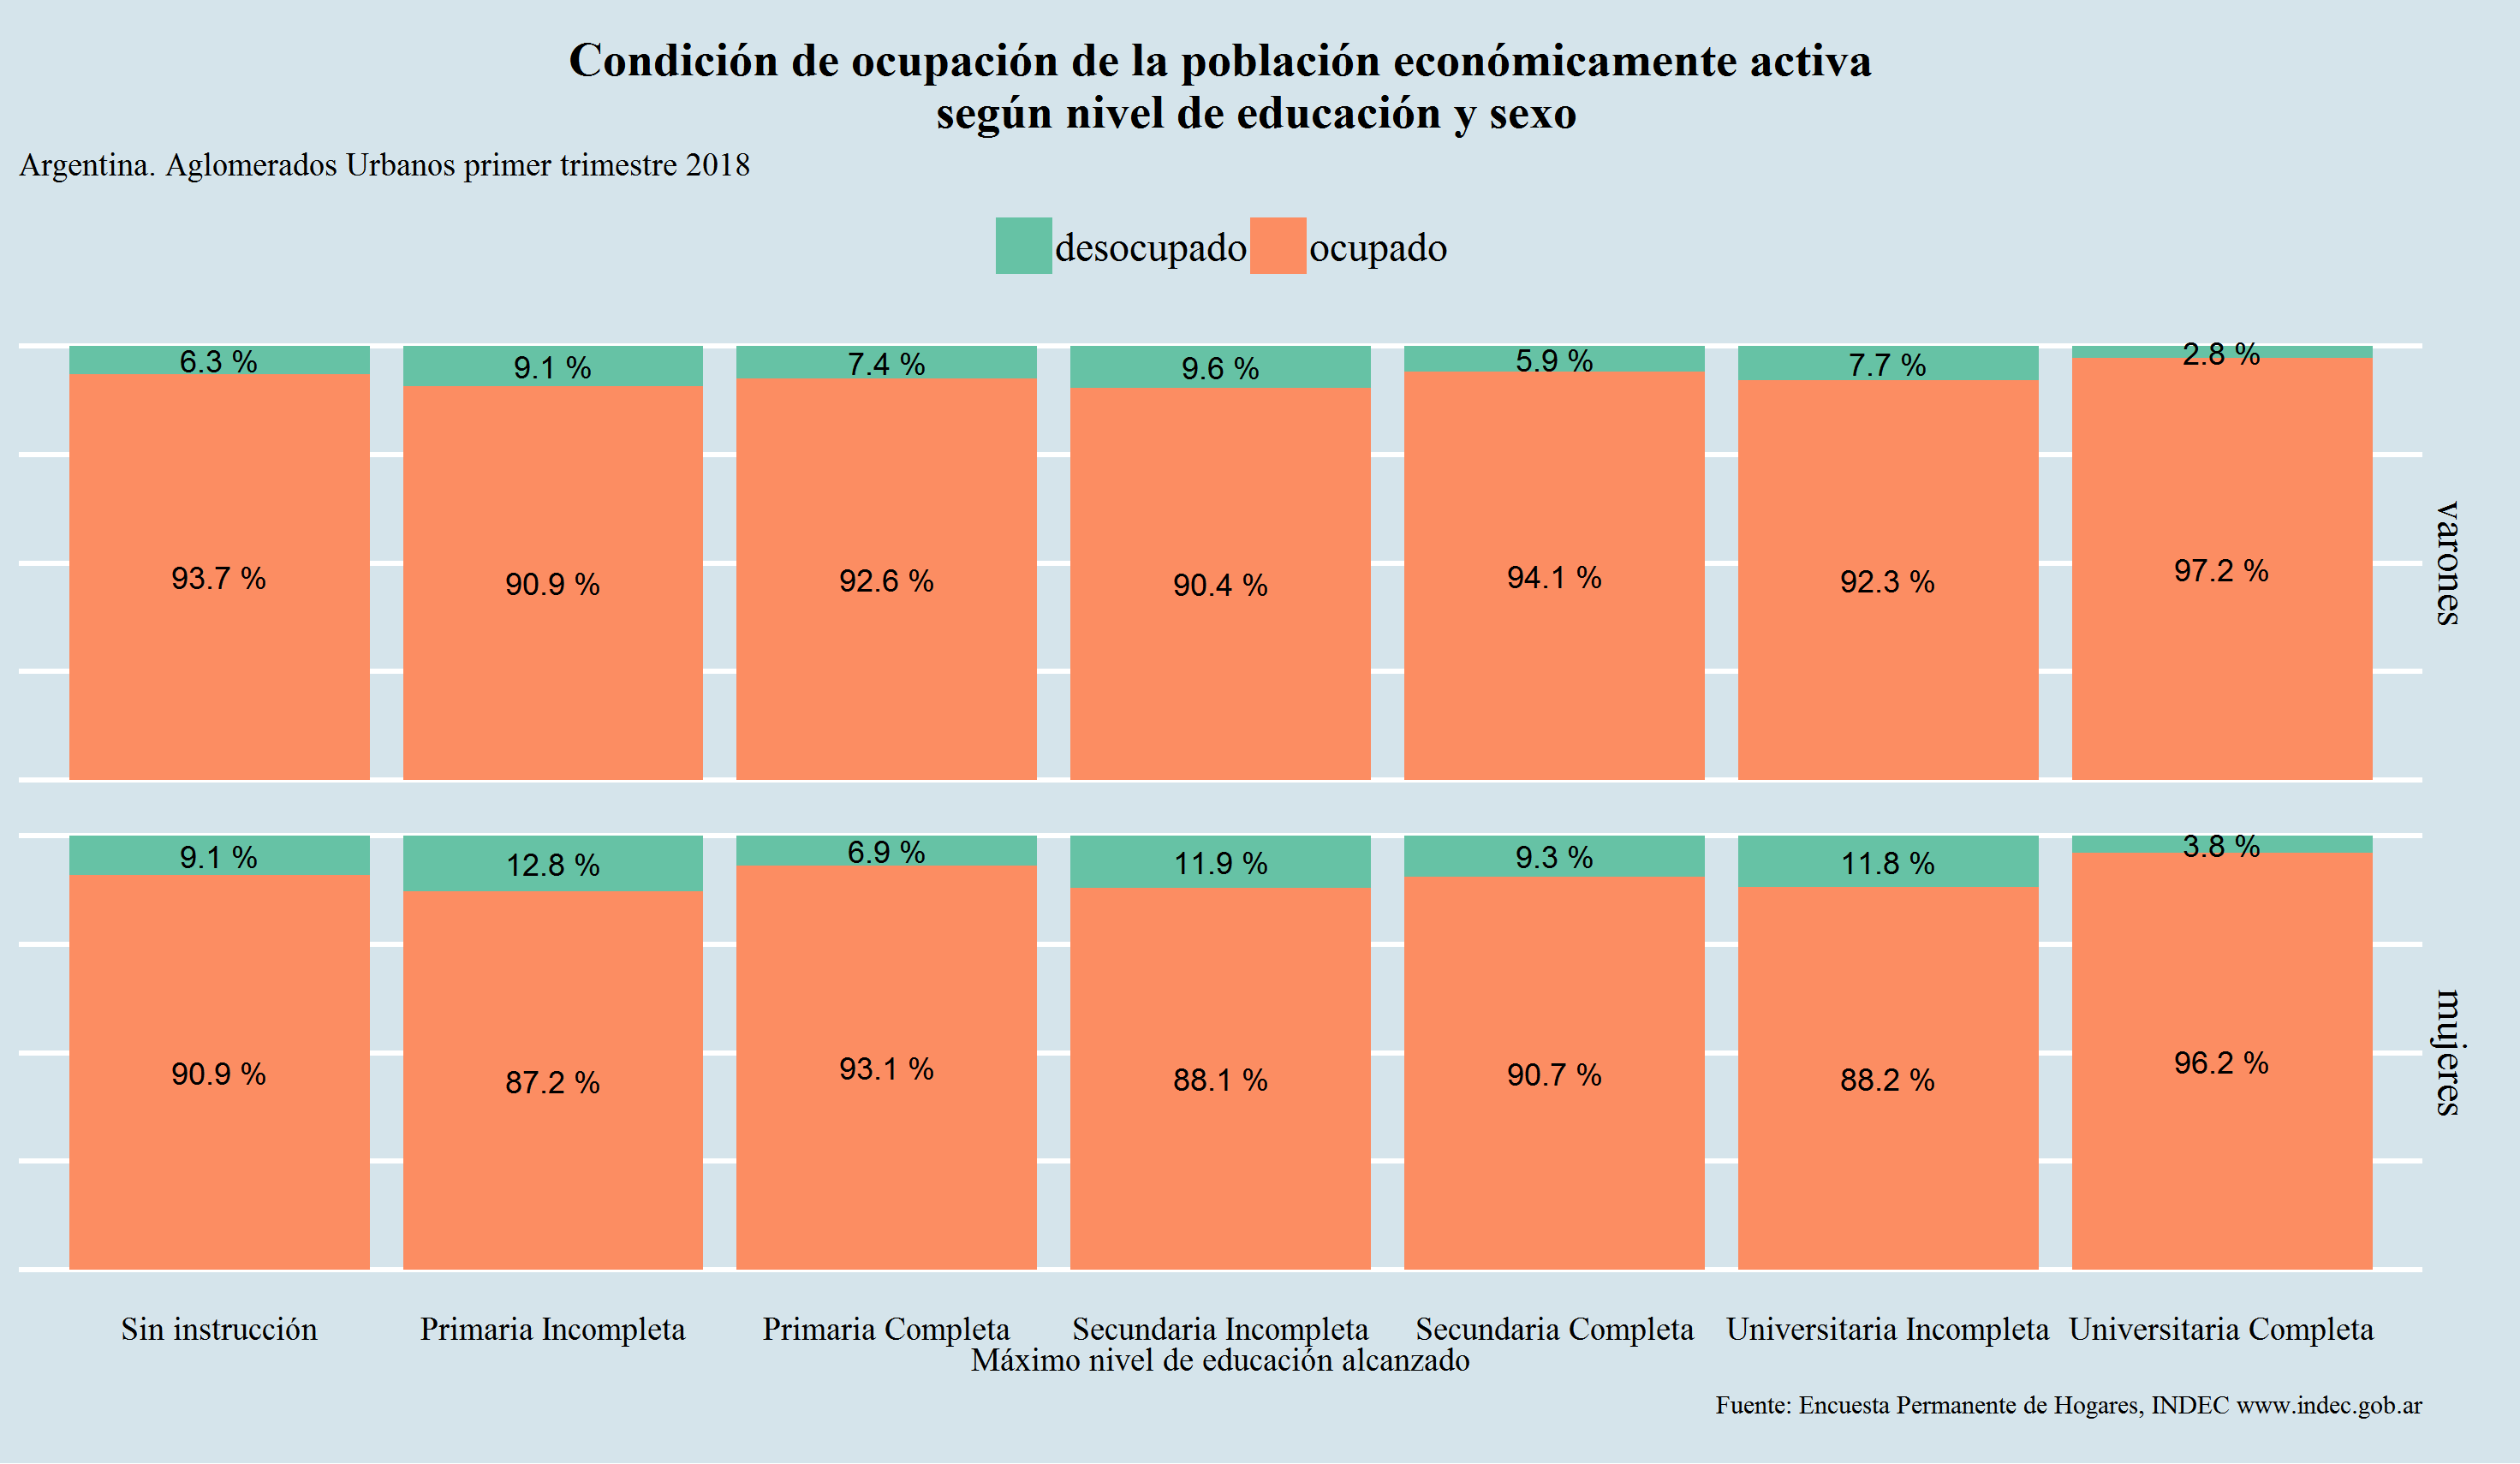 Condición de ocupación de la población económicamente activa
según nivel de educación y sexo
Argentina. Aglomerados Urbanos primer trimestre 2018
desocupado ocupado
6.3 % 9.1 % 7.4 % 9.6 % 5.9 % 7.7 % 2.8 %
93.7 % 90.9 % 92.6 % 90.4 % 94.1 % 92.3 % 97.2 %
varones
9.1 % 12.8 % 6.9 % 11.9 % 9.3 % 11.8 % 3.8 %
90.9 % 87.2 % 93.1 % 88.1 % 90.7 % 88.2 % 96.2 %
mujeres
Sin instrucción Primaria Incompleta Primaria Completa Secundaria Incompleta Secundaria Completa Universitaria Incompleta Universitaria Completa
Máximo nivel de educación alcanzado
Fuente: Encuesta Permanente de Hogares, INDEC www.indec.gob.ar